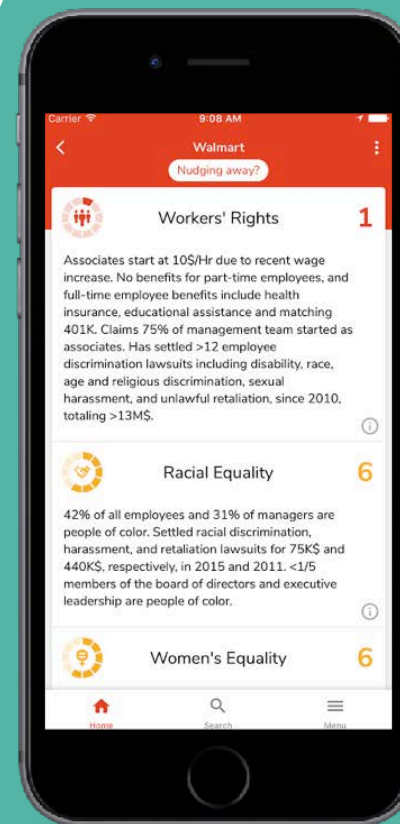 Carrier 9:08 AM
Walmart
Nudging away?
Workers' Rights 1
Associates start at 10$/Hr due to recent wage
increase. No benefits for part-time employees, and
full-time employee benefits include health
insurance, educational assistance and matching
401K. Claims 75% of management team started as
associates. Has settled >12 employee
discrimination lawsuits including disability, race,
age and religious discrimination, sexual
harassment, and unlawful retaliation, since 2010,
totaling >13M$.
Racial Equality 6
42% of all employees and 31% of managers are
people of color. Settled racial discrimination,
harassment, and retaliation lawsuits for 75K$ and
440K$, respectively, in 2015 and 2011. <1/5
members of the board of directors and executive
leadership are people of color.
Women's Equality 6
Home Search Menu